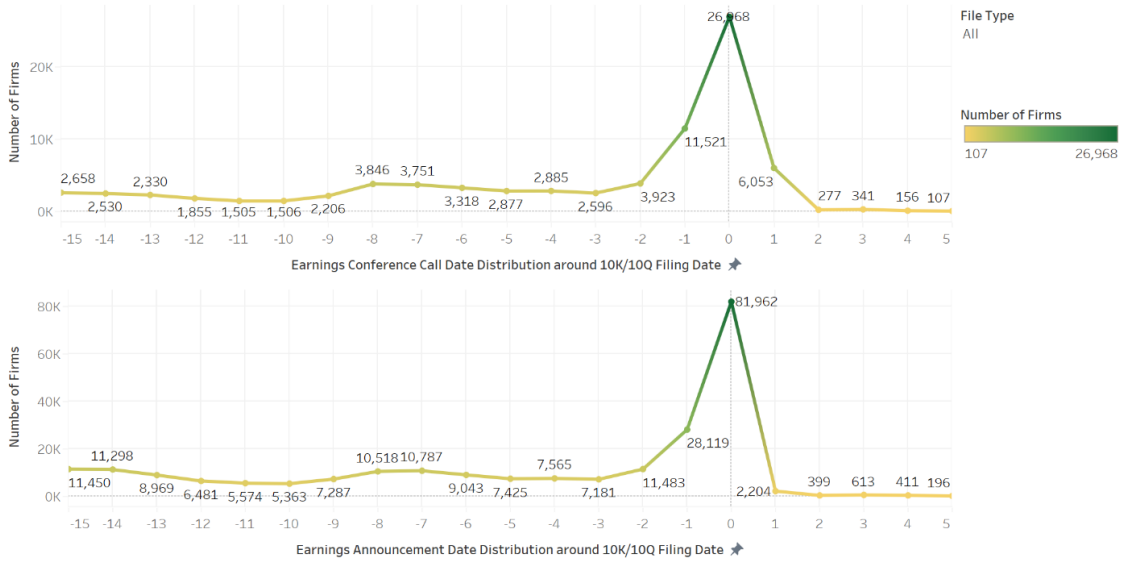 26,968
File Type
All
Number of Firms
20K
10K
0K
Number of Firms
107 26,968
11,521
6,053
3,846 3,751
2,658 2,330 2,885
2,530 1,855 1,505 1,506 2,206 3,318 2,877 2,596 3,923
277 341 156 107
-15 -14 -13 -12 -11 -10 -9 -8 -7 -6 -5 -4 -3 -2 -1 0 1 2 3 4 5
Earnings Conference Call Date Distribution around 10K/10Q Filing Date
Number of Firms
80K
60K
40K
20K
0K
81,962
28,119
11,298 10,518 10,787 7,565
11,450 8,969 6,481 5,574 5,363 7,287 9,043 7,425 7,181 11,483
2,204 399 613 411 196
-15 -14 -13 -12 -11 -10 -9 -8 -7 -6 -5 -4 -3 -2 -1 0 1 2 3 4 5
Earnings Announcement Date Distribution around 10K/10Q Filing Date